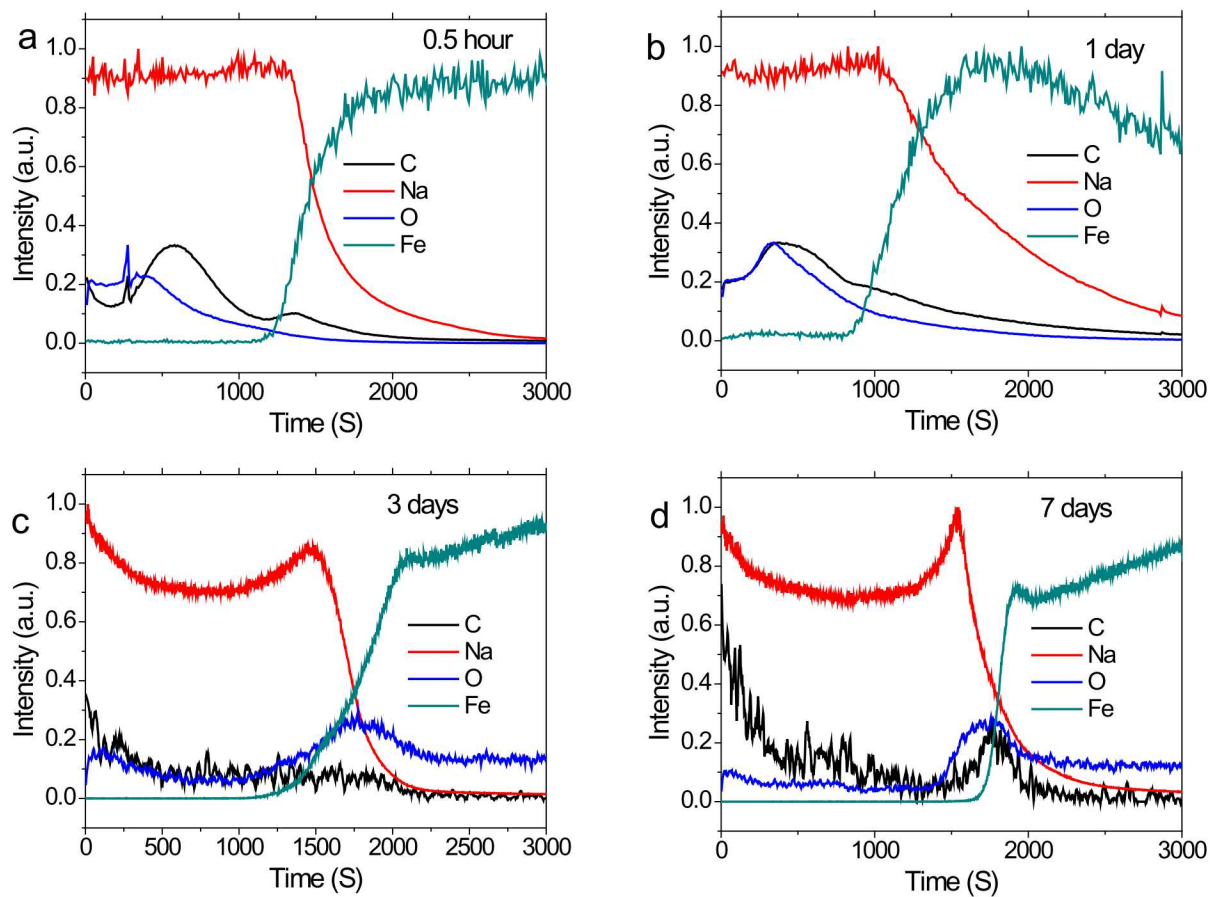 a
0.5 hour
1.0
0.8
0.6
0.4
0.2
0.0
Intensity (a.u.)
C
Na
O
Fe
0
1000
2000
3000
Time (S)
b
1 day
1.0
0.8
0.6
0.4
0.2
0.0
Intensity (a.u.)
C
Na
O
Fe
0
1000
2000
3000
Time (S)
c
3 days
1.0
0.8
0.6
0.4
0.2
0.0
Intensity (a.u.)
C
Na
O
Fe
0
500
1000
1500
2000
2500
3000
Time (S)
d
7 days
1.0
0.8
0.6
0.4
0.2
0.0
Intensity (a.u.)
C
Na
O
Fe
0
1000
2000
3000
Time (S)